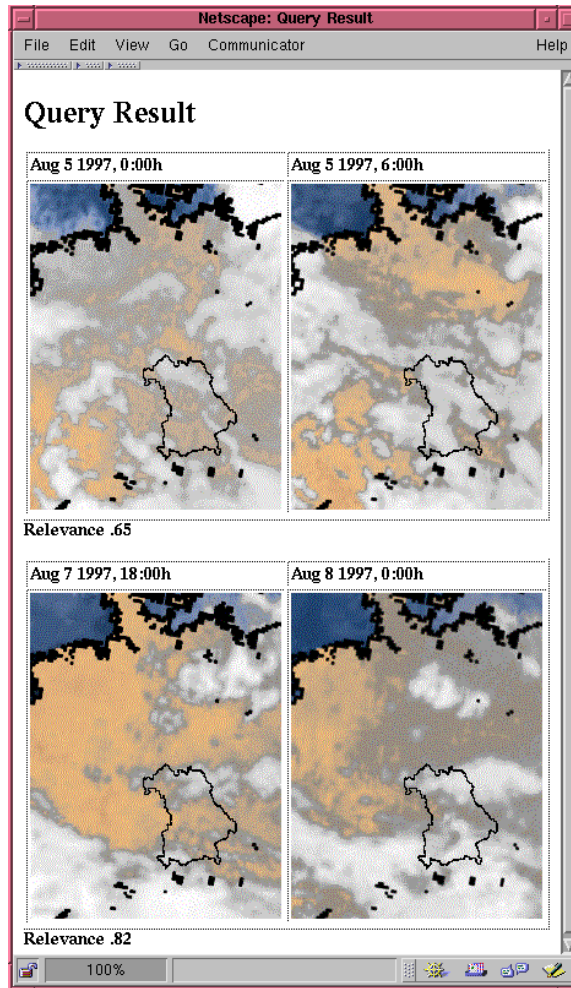 Netscape: Query Result
File Edit View Go Communicator Help
Query Result
Aug 5 1997, 0:00h
Aug 5 1997, 6:00h
Relevance .65
Aug 7 1997, 18:00h
Aug 8 1997, 0:00h
Relevance .82
100%